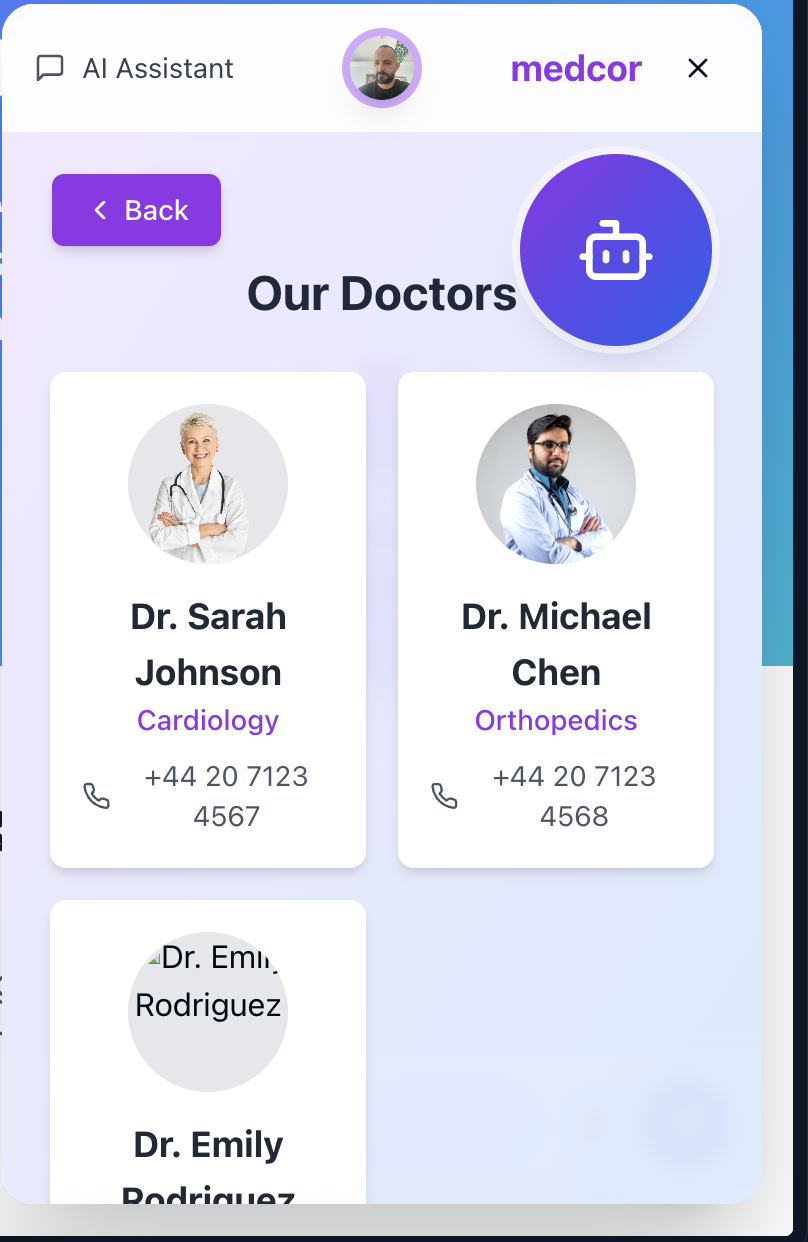 AI Assistant
medcor
Back
Our Doctors
Dr. Sarah
Johnson
Cardiology
+44 20 7123
4567
Dr. Michael
Chen
Orthopedics
+44 20 7123
4568
Dr. Emily
Rodriguez
Dr. Emily
Rodriguez